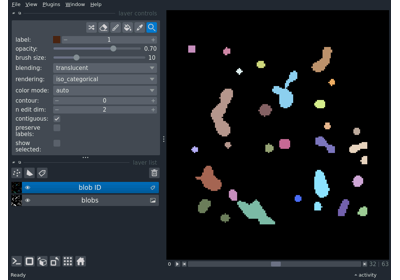 File View Plugins Window Help
layer controls
label: 1
opacity: 0.70
brush size: 10
blending: translucent
rendering: iso_categorical
color mode: auto
contour: 0
n edit dim: 2
contiguous:
preserve
labels:
show
selected:
layer list
blob ID
blobs
Ready
32 | 63
activity